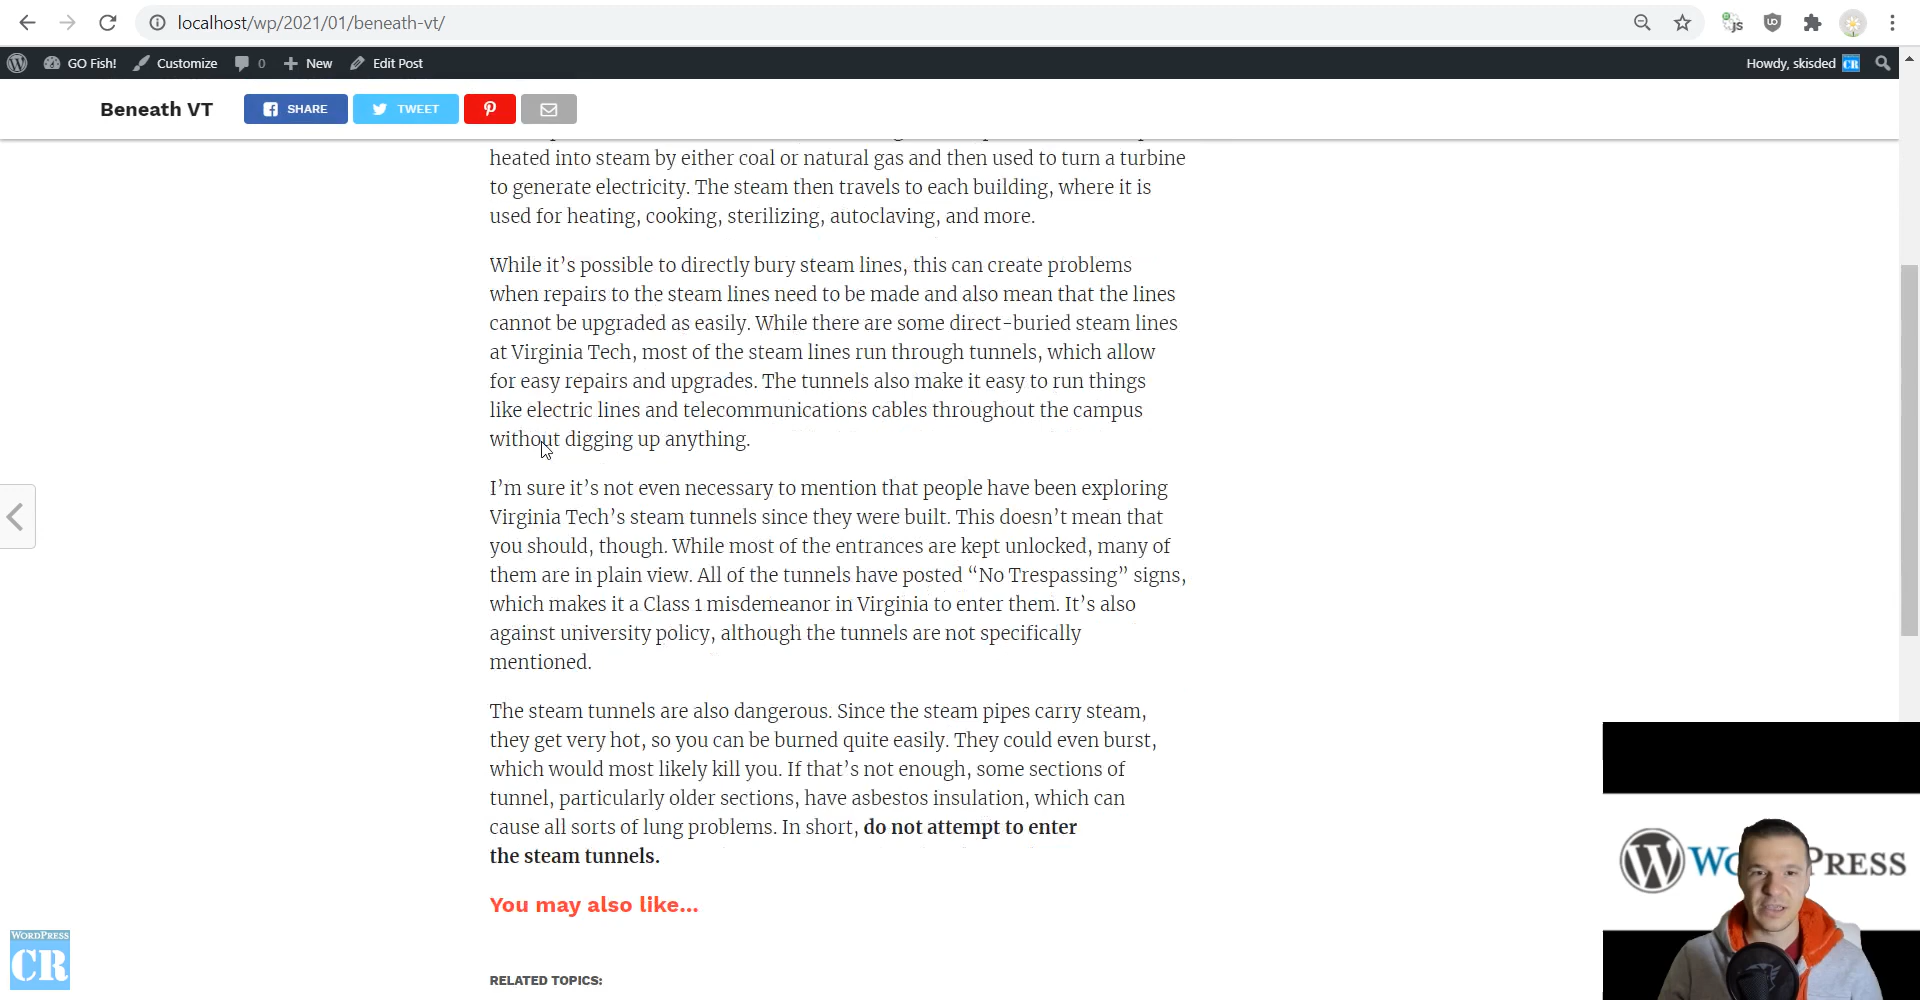 localhost/wp/2021/01/beneath-vt/
JS
GO Fish!
Customize
0
New
Edit Post
Howdy, skisded
CR
Beneath VT
SHARE
TWEET
heated into steam by either coal or natural gas and then used to turn a turbine
to generate electricity. The steam then travels to each building, where it is
used for heating, cooking, sterilizing, autoclaving, and more.
While it’s possible to directly bury steam lines, this can create problems
when repairs to the steam lines need to be made and also mean that the lines
cannot be upgraded as easily. While there are some direct-buried steam lines
at Virginia Tech, most of the steam lines run through tunnels, which allow
for easy repairs and upgrades. The tunnels also make it easy to run things
like electric lines and telecommunications cables throughout the campus
without digging up anything.
I’m sure it’s not even necessary to mention that people have been exploring
Virginia Tech’s steam tunnels since they were built. This doesn’t mean that
you should, though. While most of the entrances are kept unlocked, many of
them are in plain view. All of the tunnels have posted “No Trespassing” signs,
which makes it a Class 1 misdemeanor in Virginia to enter them. It’s also
against university policy, although the tunnels are not specifically
mentioned.
The steam tunnels are also dangerous. Since the steam pipes carry steam,
they get very hot, so you can be burned quite easily. They could even burst,
which would most likely kill you. If that’s not enough, some sections of
tunnel, particularly older sections, have asbestos insulation, which can
cause all sorts of lung problems. In short, do not attempt to enter
the steam tunnels.
You may also like...
RELATED TOPICS:
WORDPRESS
CR
W Wo PRESS